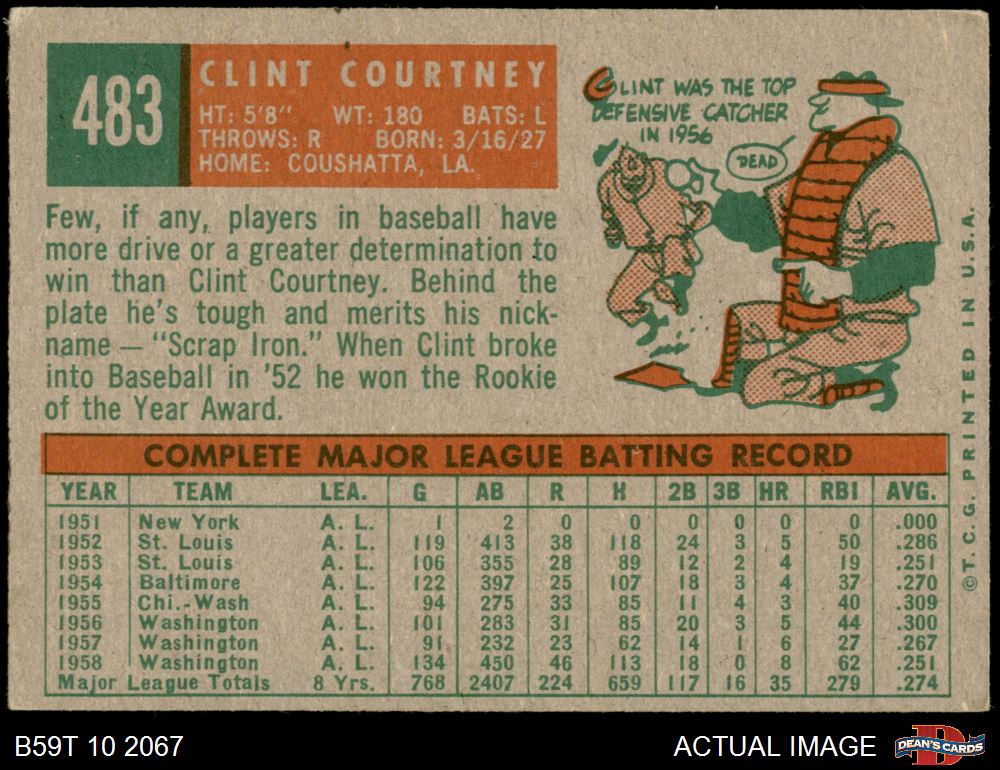 483
CLINT COURTNEY
HT: 5'8" WT: 180 BATS: L
THROWS: R BORN: 3/16/27
HOME: COUSHATTA, LA.
CLINT WAS THE TOP
DEFENSIVE CATCHER
IN 1956
DEAD
Few, if any, players in baseball have
more drive or a greater determination to
win than Clint Courtney. Behind the
plate he's tough and merits his nick-
name — "Scrap Iron." When Clint broke
into Baseball in '52 he won the Rookie
of the Year Award.
COMPLETE MAJOR LEAGUE BATTING RECORD
YEAR TEAM LEA. G AB R H 2B 3B HR RBI AVG.
1951 New York A. L. 1 2 0 0 0 0 0 0 .000
1952 St. Louis A. L. 119 413 38 118 24 3 5 50 .286
1953 St. Louis A. L. 106 355 28 89 12 2 4 19 .251
1954 Baltimore A. L. 122 397 25 107 18 3 4 37 .270
1955 Chi.-Wash A. L. 94 275 33 85 11 4 3 40 .309
1956 Washington A. L. 101 283 31 85 20 3 5 44 .300
1957 Washington A. L. 91 232 23 62 14 1 6 27 .267
1958 Washington A. L. 134 450 46 113 18 0 8 62 .251
Major League Totals 8 Yrs. 768 2407 224 659 117 16 35 279 .274
© T. C. G. PRINTED IN U.S.A.
B59T 10 2067
ACTUAL IMAGE
D
DEAN'S CARDS